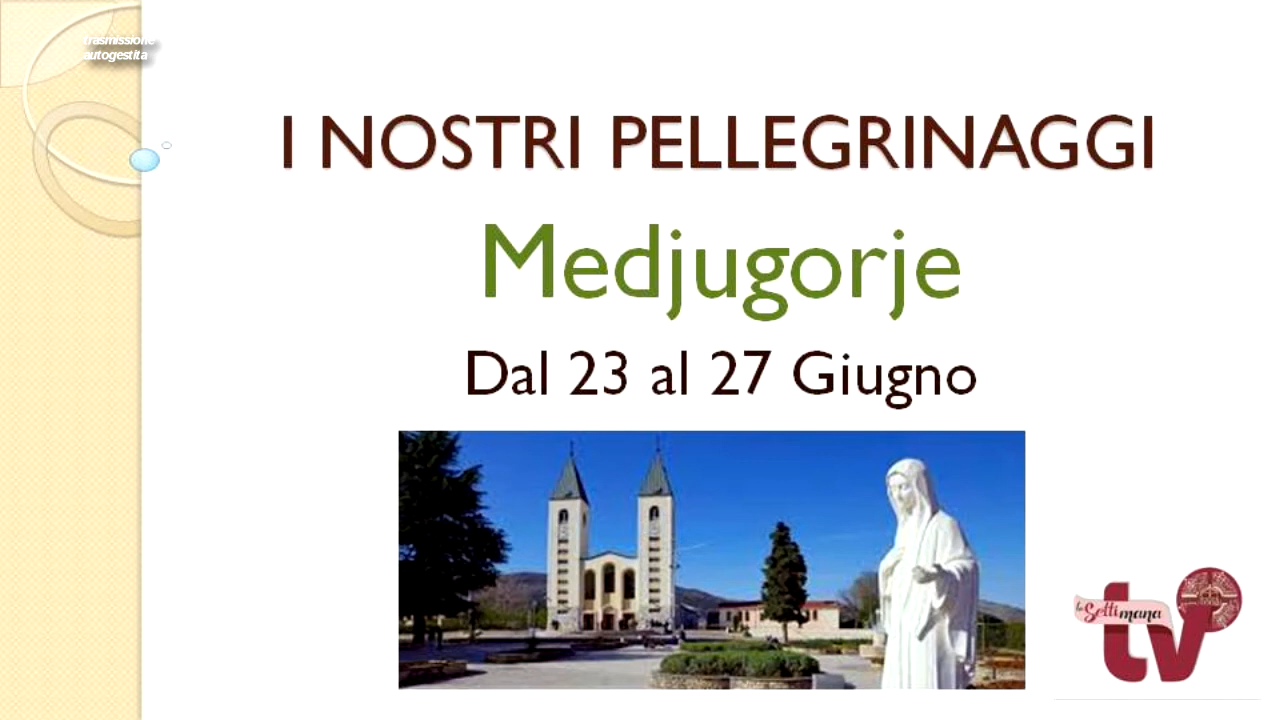 Trasmissione
autogestita
I NOSTRI PELLEGRINAGGI
Medjugorje
Dal 23 al 27 Giugno
la Settimana
tv